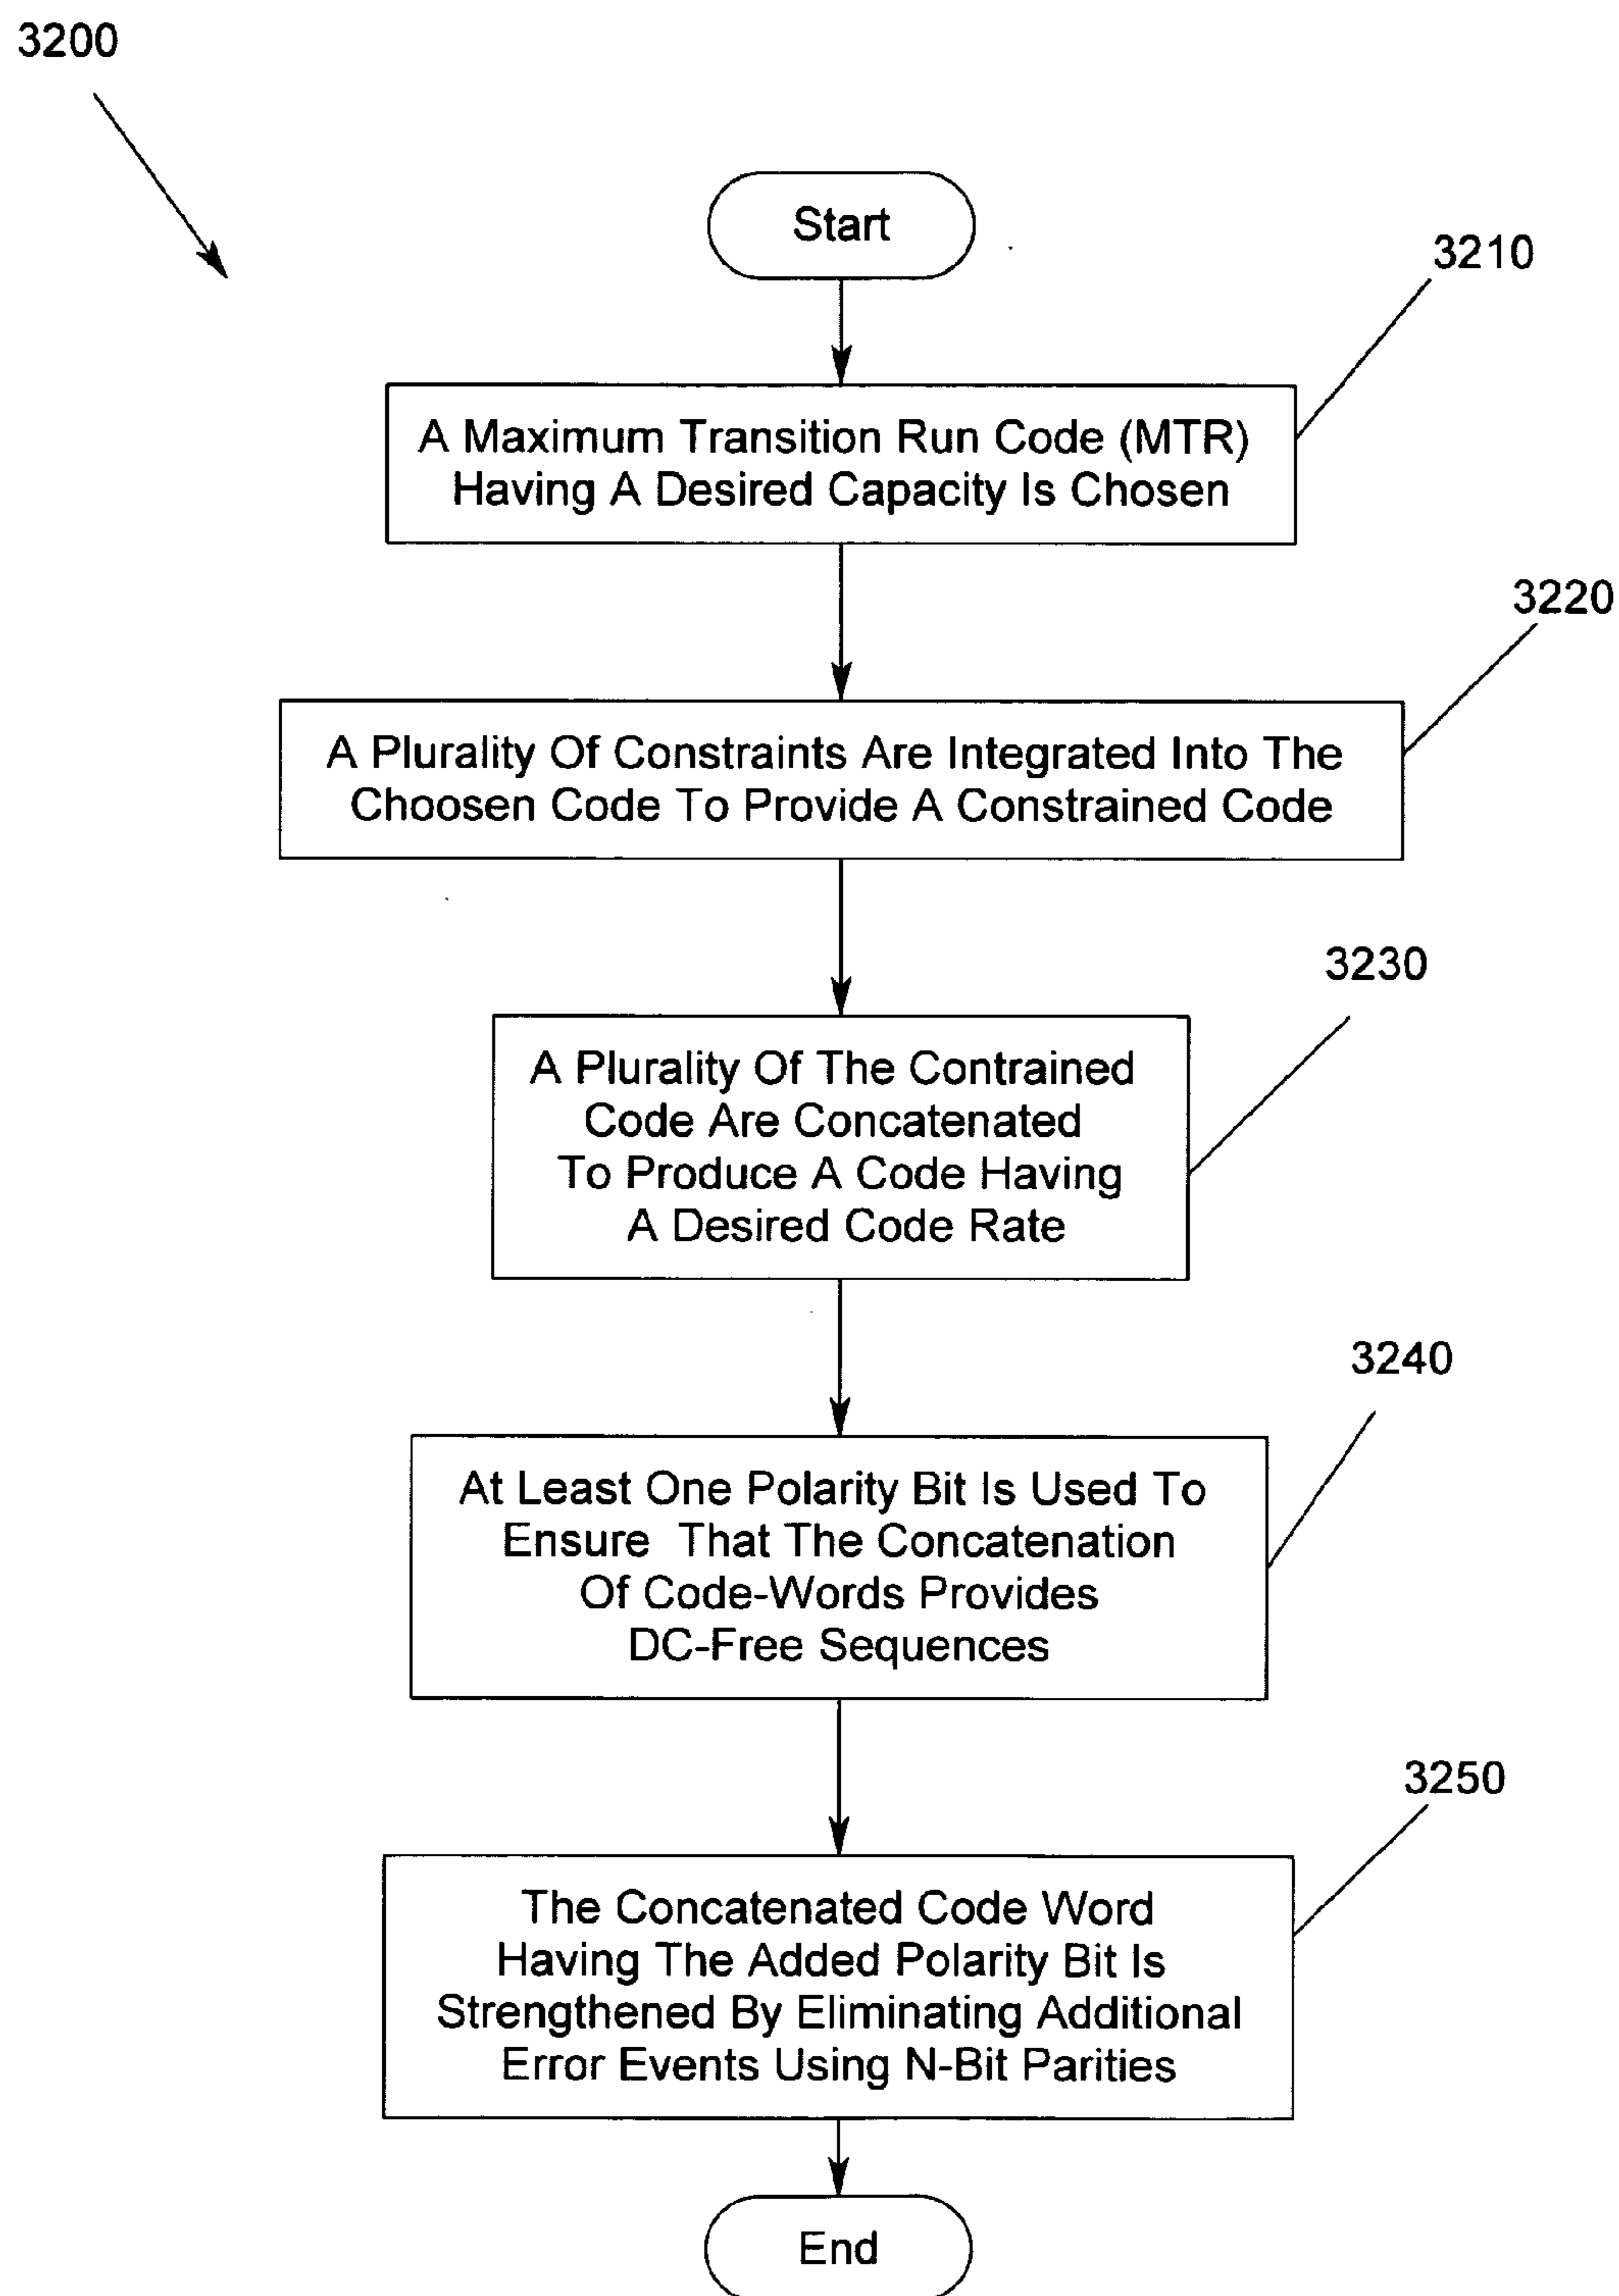 3200
Start
3210
A Maximum Transition Run Code (MTR)
Having A Desired Capacity Is Chosen
3220
A Plurality Of Constraints Are Integrated Into The
Choosen Code To Provide A Constrained Code
3230
A Plurality Of The Contrained
Code Are Concatenated
To Produce A Code Having
A Desired Code Rate
3240
At Least One Polarity Bit Is Used To
Ensure That The Concatenation
Of Code-Words Provides
DC-Free Sequences
3250
The Concatenated Code Word
Having The Added Polarity Bit Is
Strengthened By Eliminating Additional
Error Events Using N-Bit Parities
End